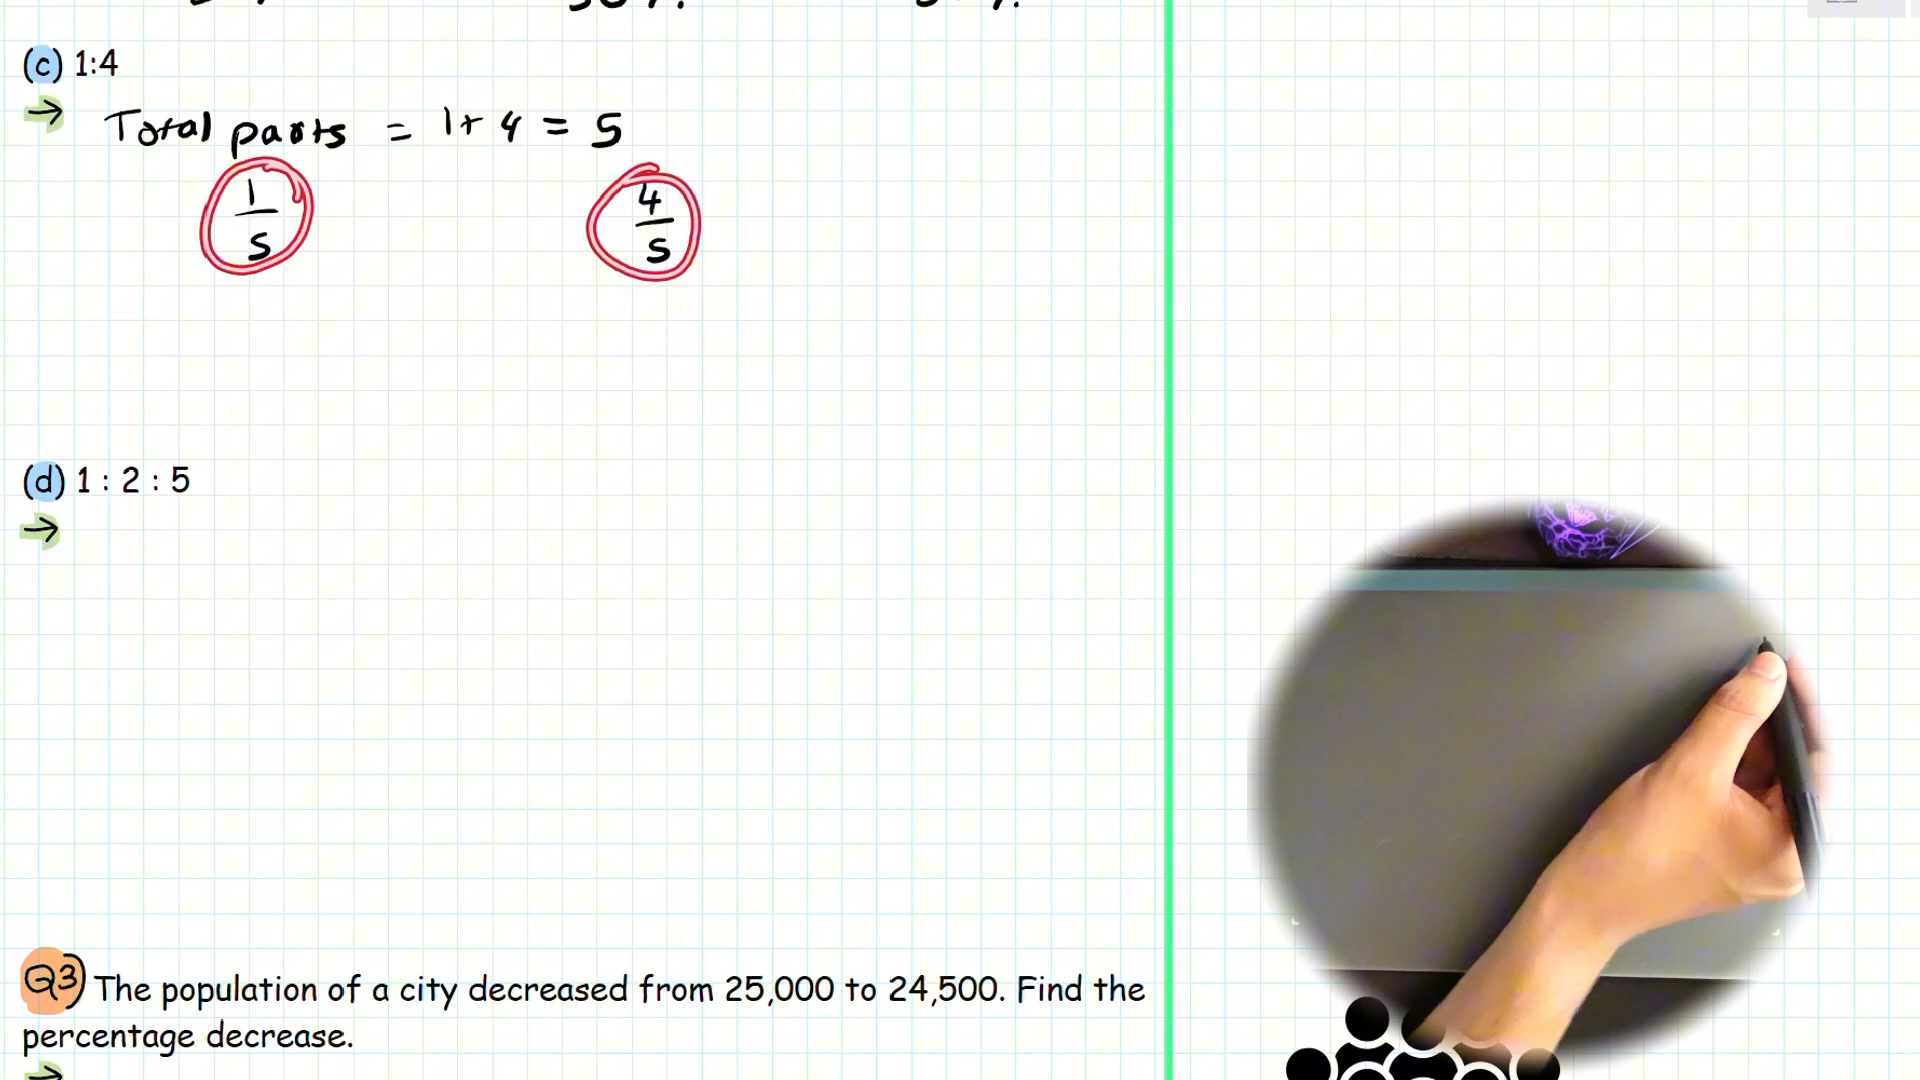 (c) 1:4
→ Total parts = 1+ 4 = 5
1/5 4/5
(d) 1 : 2 : 5
→
Q3) The population of a city decreased from 25,000 to 24,500. Find the
percentage decrease.
→